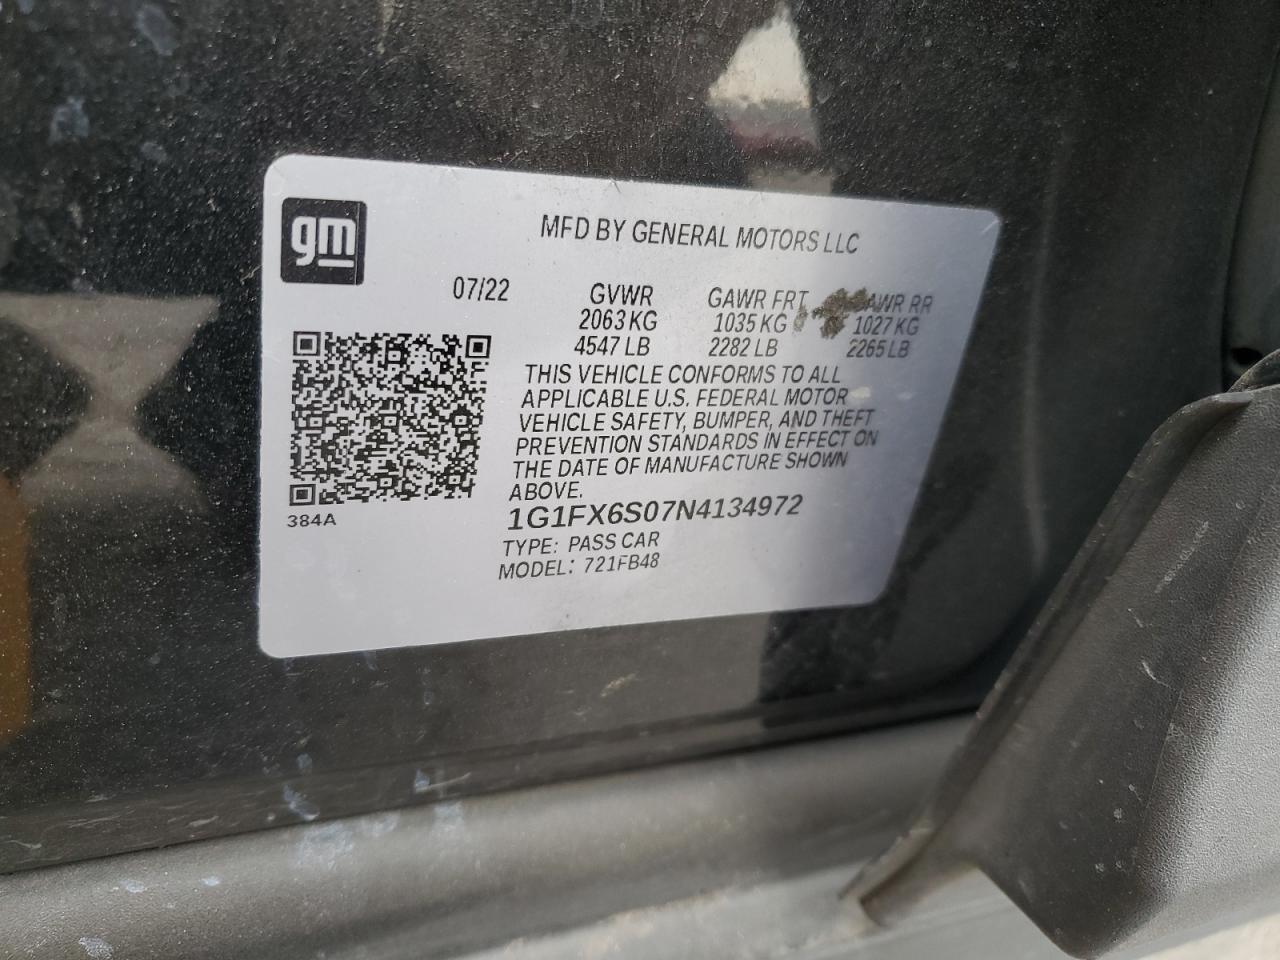 gm
MFD BY GENERAL MOTORS LLC
07/22 GVWR GAWR FRT GAWR RR
2063 KG 1035 KG 1027 KG
4547 LB 2282 LB 2265 LB
THIS VEHICLE CONFORMS TO ALL
APPLICABLE U.S. FEDERAL MOTOR
VEHICLE SAFETY, BUMPER, AND THEFT
PREVENTION STANDARDS IN EFFECT ON
THE DATE OF MANUFACTURE SHOWN
ABOVE.
384A
1G1FX6S07N4134972
TYPE: PASS CAR
MODEL: 721FB48